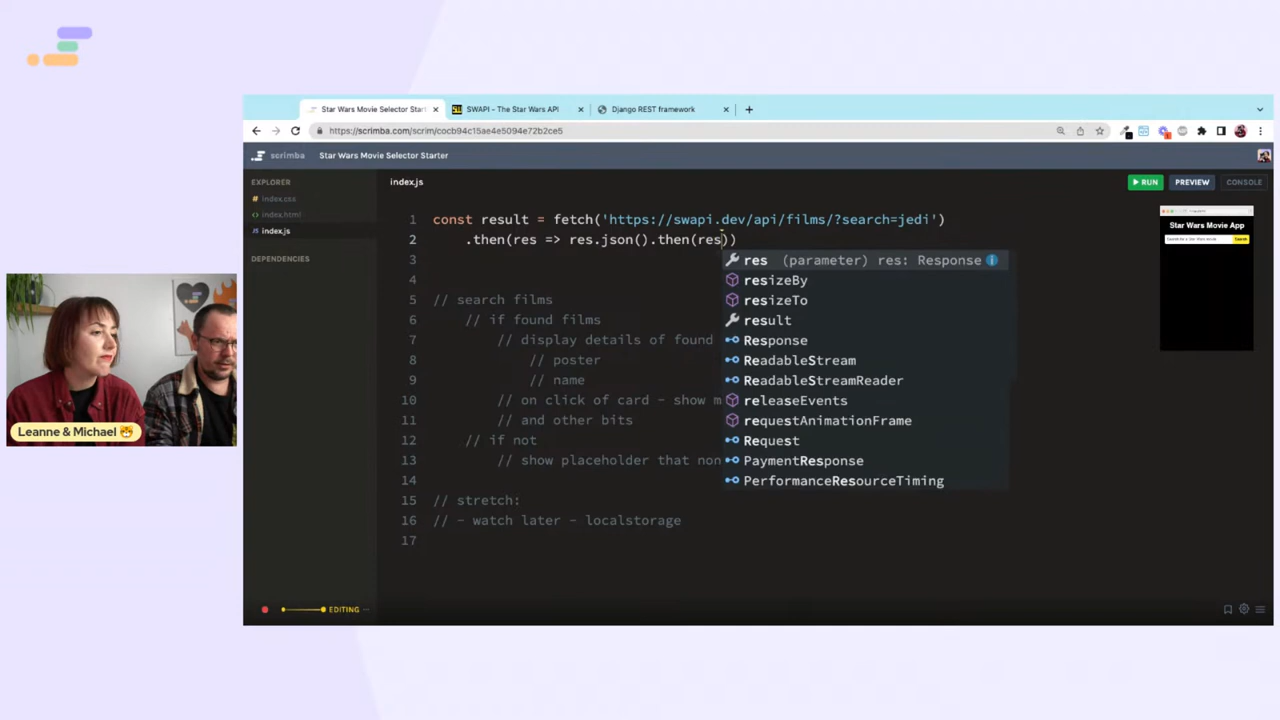 Star Wars Movie Selector Start
SWAPI - The Star Wars API
Django REST framework
https://scrimba.com/scrim/cocb94c15ae4e5094e72b2ce5
scrimba
Star Wars Movie Selector Starter
EXPLORER
index.css
index.html
index.js
DEPENDENCIES
index.js
RUN
PREVIEW
CONSOLE
1 const result = fetch('https://swapi.dev/api/films/?search=jedi')
2 .then(res => res.json().then(res))
3
4
5 // search films
6 // if found films
7 // display details of found
8 // poster
9 // name
10 // on click of card - show m
11 // and other bits
12 // if not
13 // show placeholder that non
14
15 // stretch:
16 // - watch later - localstorage
17
res (parameter) res: Response
resizeBy
resizeTo
result
Response
ReadableStream
ReadableStreamReader
releaseEvents
requestAnimationFrame
Request
PaymentResponse
PerformanceResourceTiming
Star Wars Movie App
Search for a Star Wars movie
Search
Leanne & Michael
EDITING